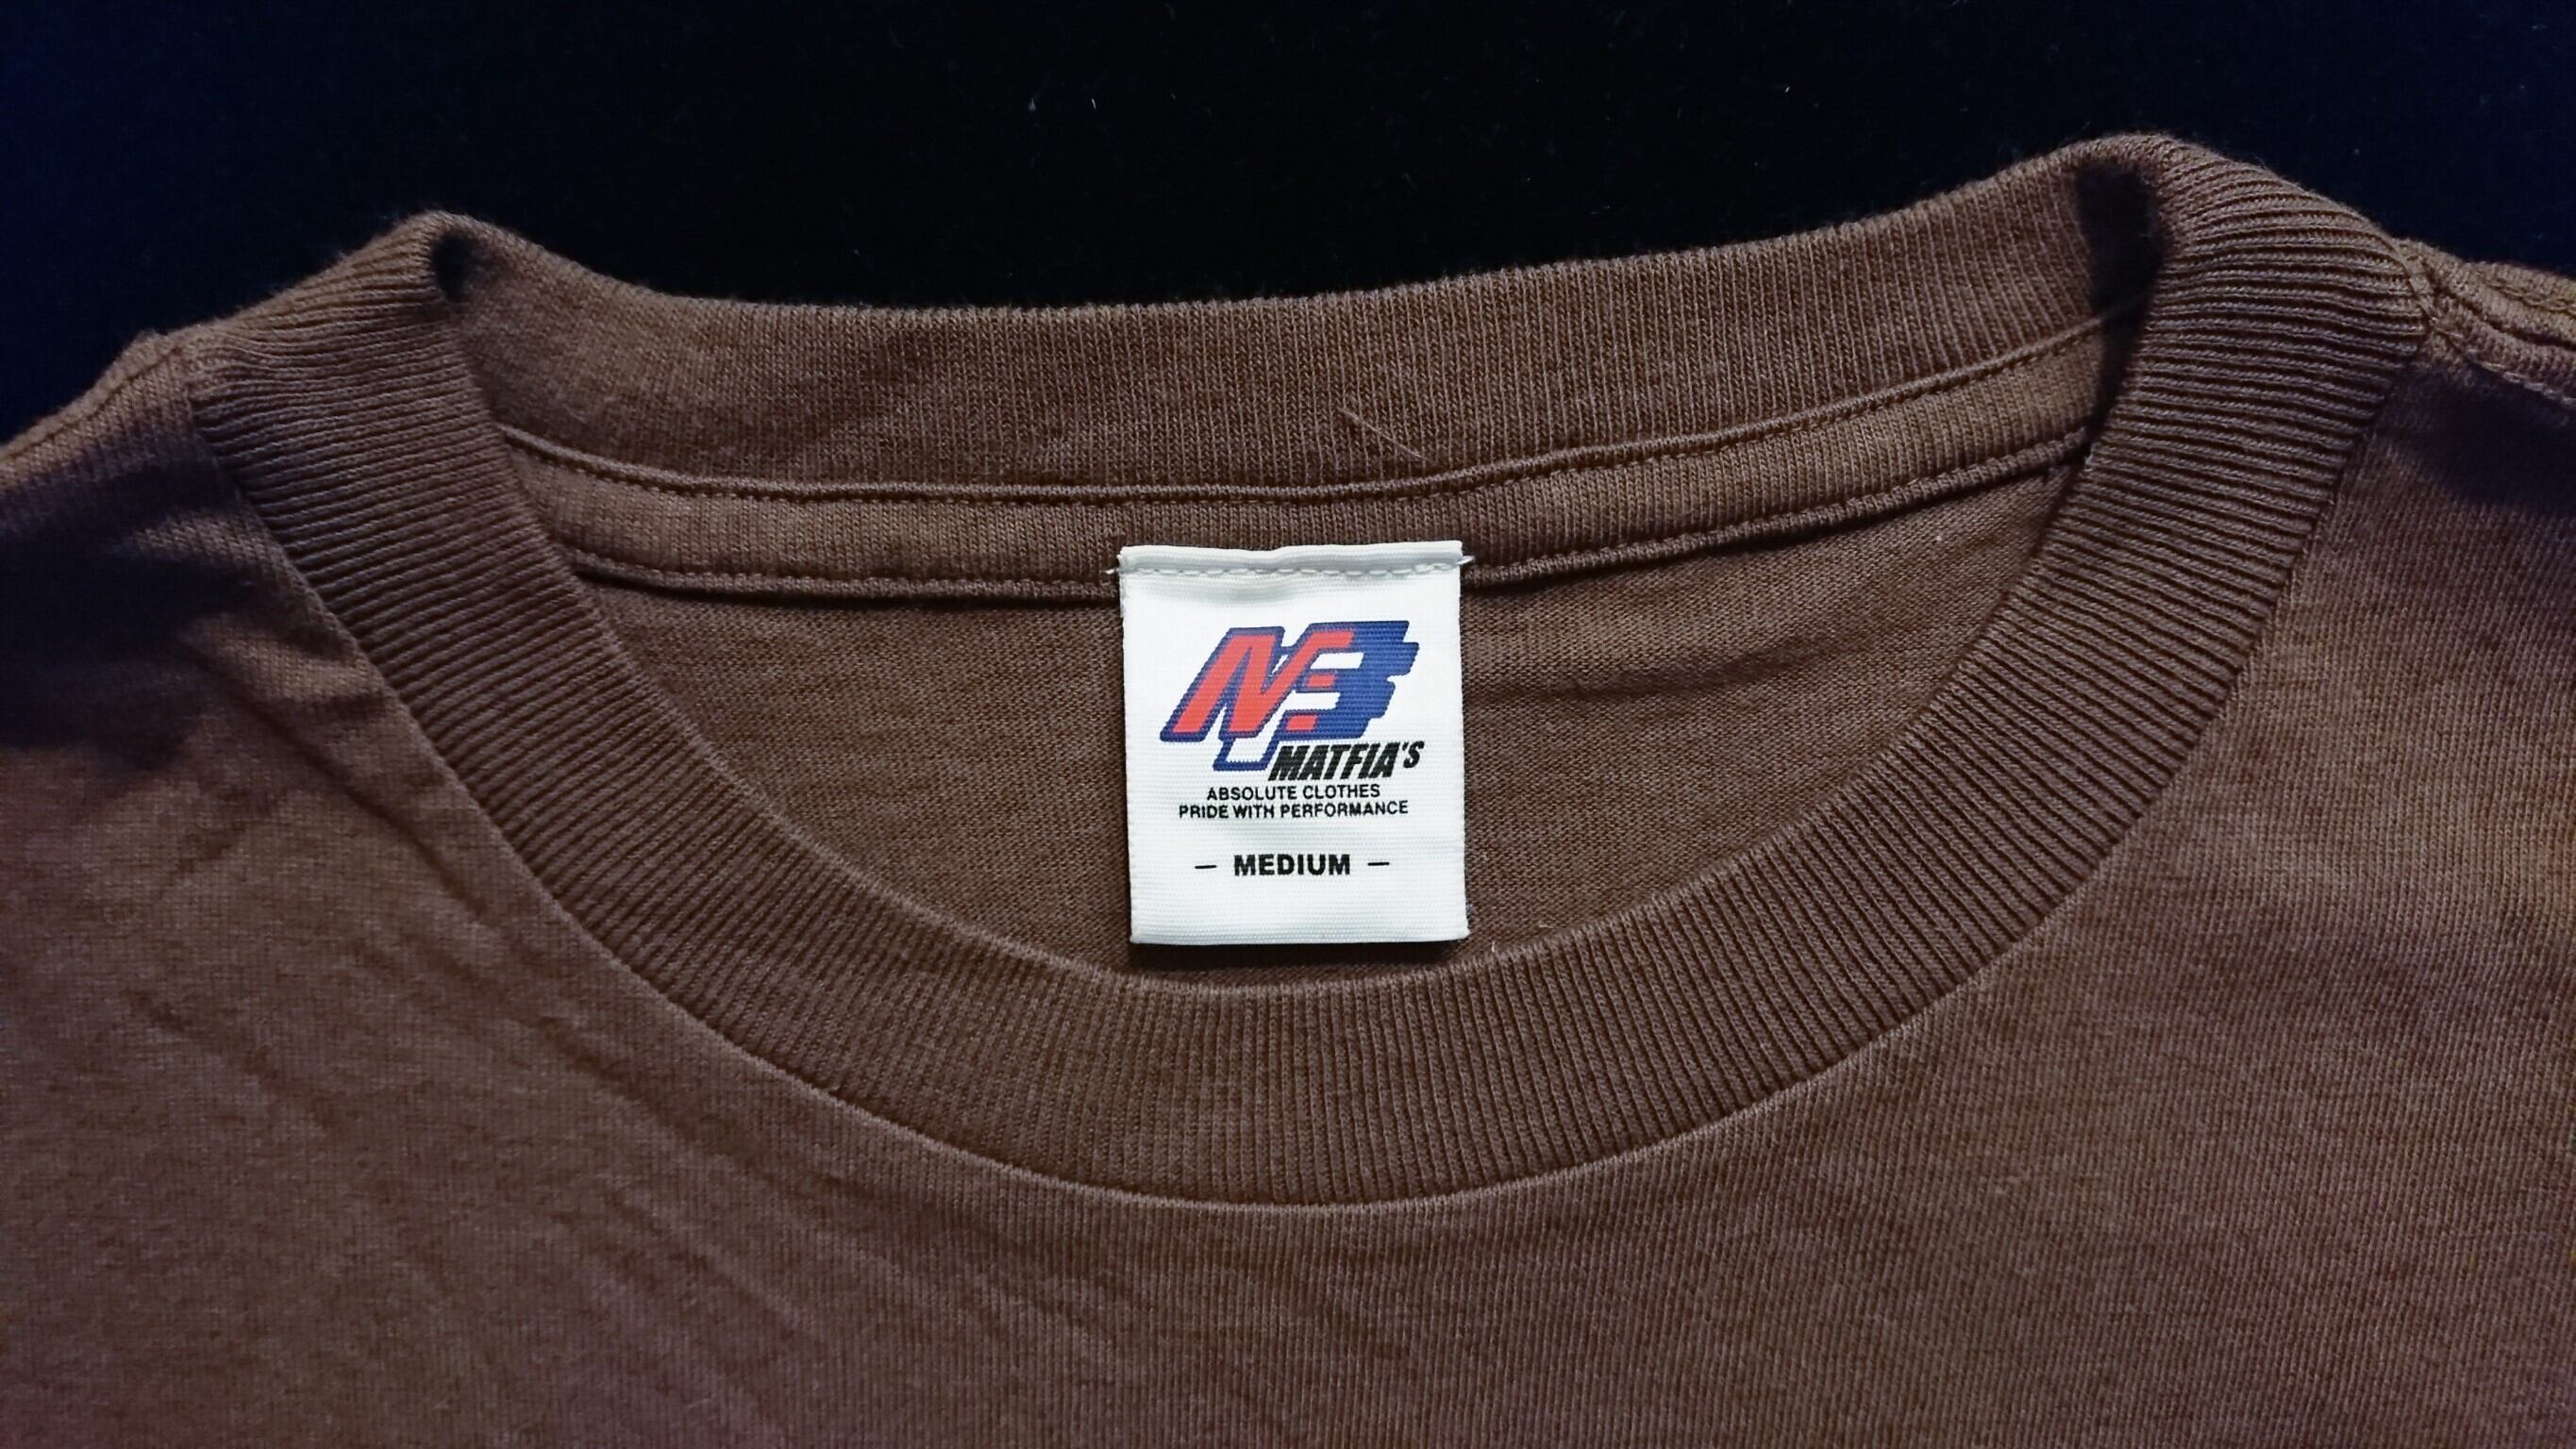 MATFIA'S
ABSOLUTE CLOTHES
PRIDE WITH PERFORMANCE
– MEDIUM –